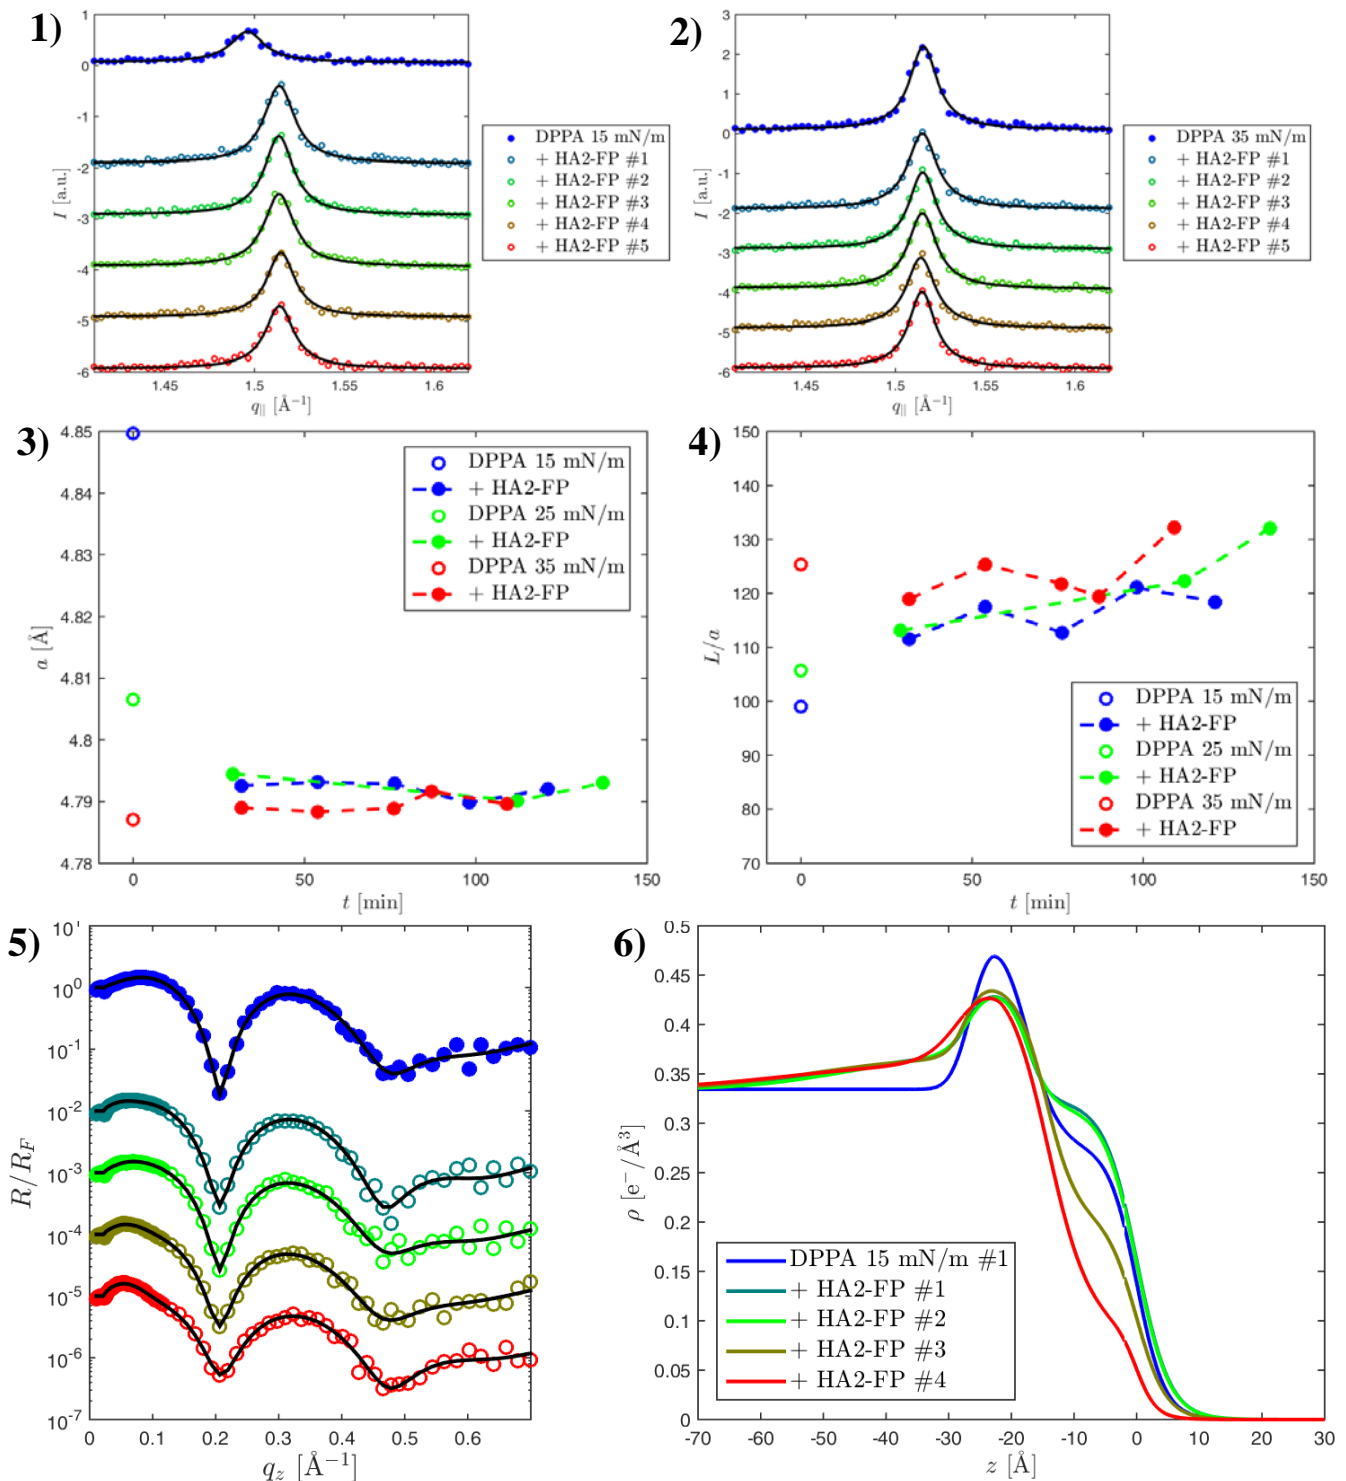 1)
1
0
-1
-2
-3
-4
-5
-6
I [a.u.]
1.45
1.5
1.55
1.6
q∥ [Å⁻¹]
DPPA 15 mN/m
+ HA2-FP #1
+ HA2-FP #2
+ HA2-FP #3
+ HA2-FP #4
+ HA2-FP #5
2)
3
2
1
0
-1
-2
-3
-4
-5
-6
I [a.u.]
1.45
1.5
1.55
1.6
q∥ [Å⁻¹]
DPPA 35 mN/m
+ HA2-FP #1
+ HA2-FP #2
+ HA2-FP #3
+ HA2-FP #4
+ HA2-FP #5
3)
4.85
4.84
4.83
4.82
4.81
4.8
4.79
4.78
a [Å]
0
50
100
150
t [min]
DPPA 15 mN/m
+ HA2-FP
DPPA 25 mN/m
+ HA2-FP
DPPA 35 mN/m
+ HA2-FP
4)
150
140
130
120
110
100
90
80
70
L/a
0
50
100
150
t [min]
DPPA 15 mN/m
+ HA2-FP
DPPA 25 mN/m
+ HA2-FP
DPPA 35 mN/m
+ HA2-FP
5)
10¹
10⁰
10⁻¹
10⁻²
10⁻³
10⁻⁴
10⁻⁵
10⁻⁶
10⁻⁷
R/R_F
0
0.1
0.2
0.3
0.4
0.5
0.6
q_z [Å⁻¹]
6)
0.5
0.45
0.4
0.35
0.3
0.25
0.2
0.15
0.1
0.05
0
ρ [e⁻/Å³]
-70
-60
-50
-40
-30
-20
-10
0
10
20
30
z [Å]
DPPA 15 mN/m #1
+ HA2-FP #1
+ HA2-FP #2
+ HA2-FP #3
+ HA2-FP #4